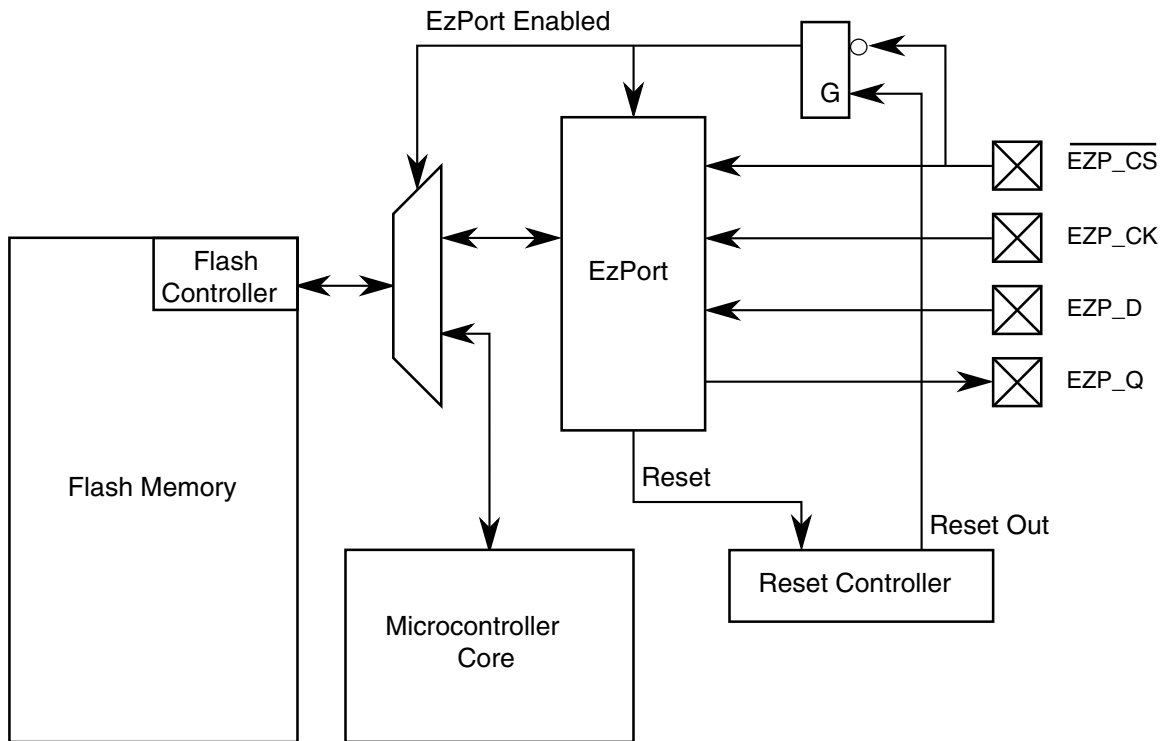 EzPort Enabled
G
EZP_CS
EZP_CK
EzPort
Flash
Controller
EZP_D
EZP_Q
Reset
Flash Memory
Reset Out
Reset Controller
Microcontroller
Core